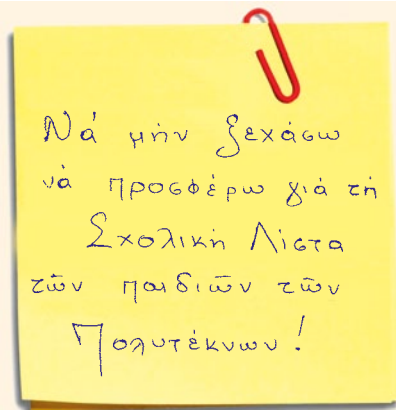 Νά μήν ξεχάσω
νά προσφέρω γιά τή
Σχολική Λίστα
τῶν παιδιῶν τῶν
Πολυτέκνων!